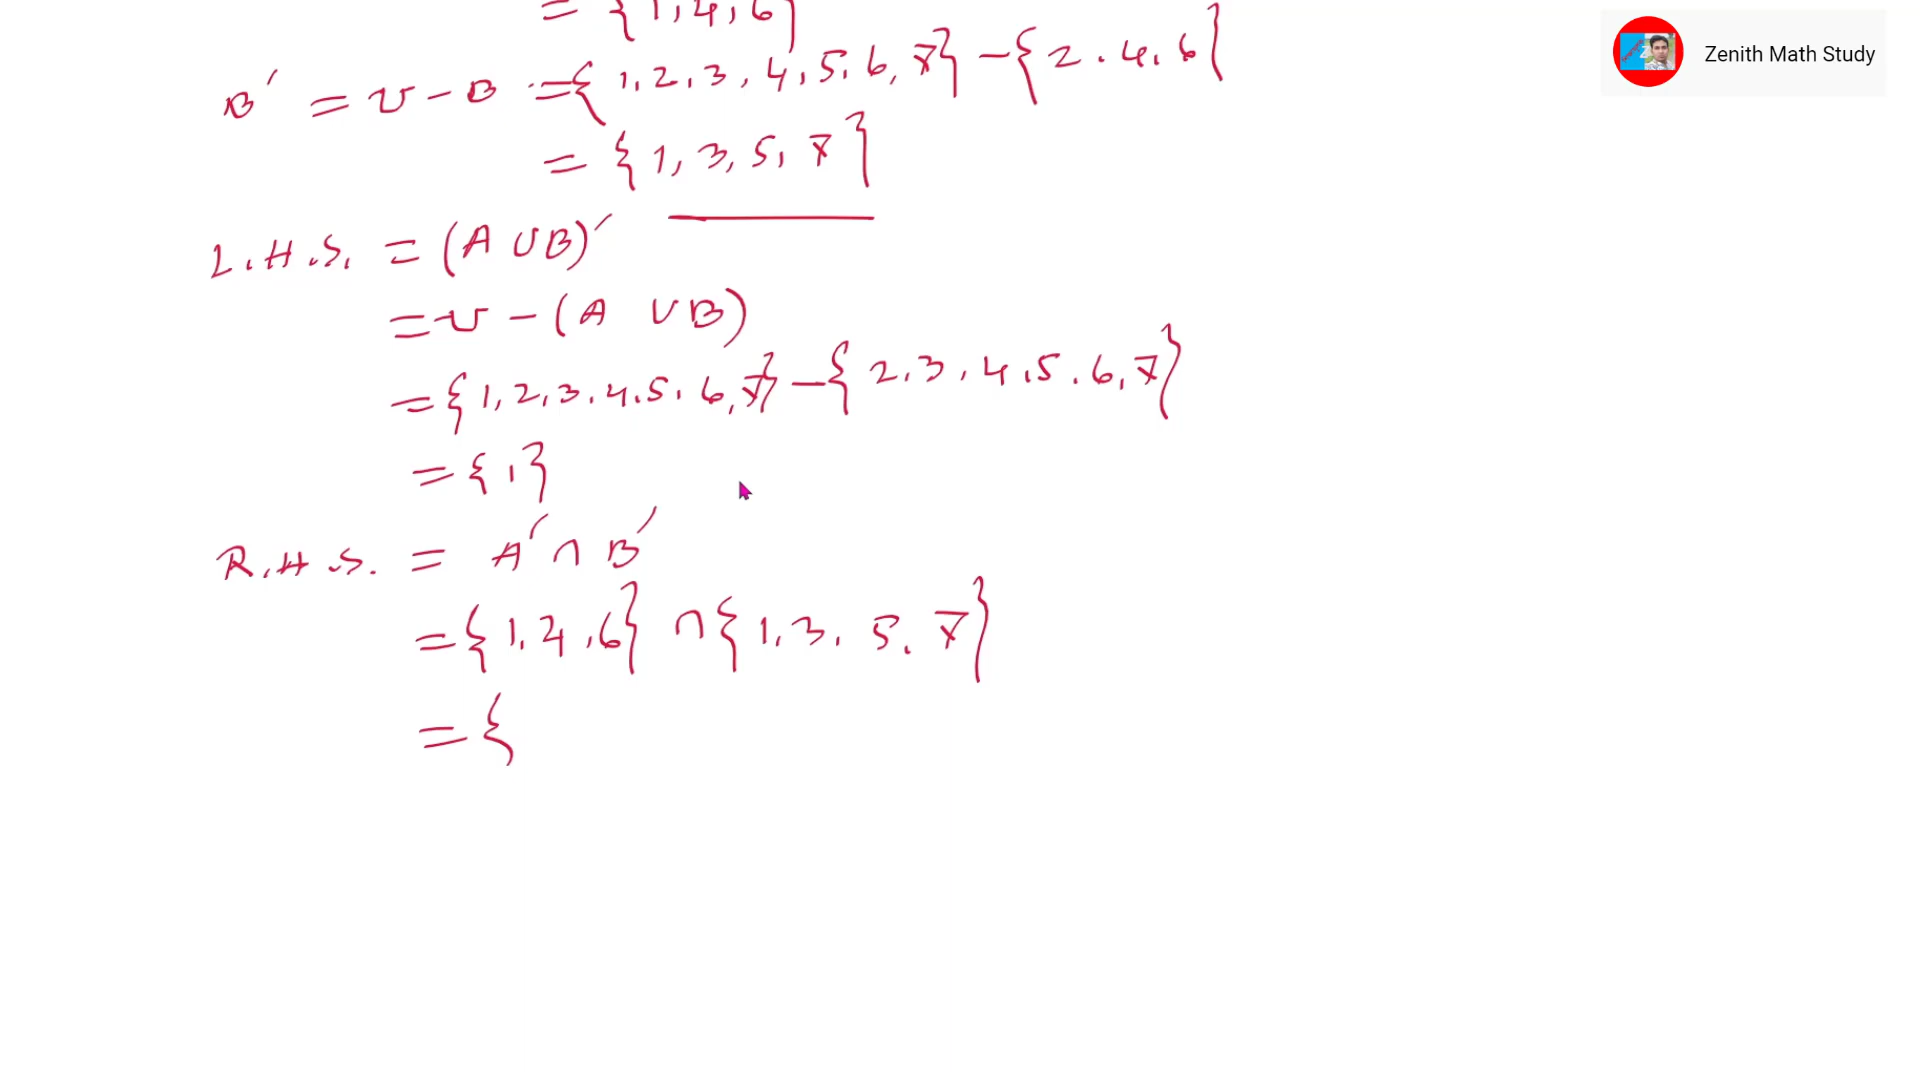 = {1, 4, 6}
B′ = U - B = {1, 2, 3, 4, 5, 6, 7} - {2. 4. 6}
= {1, 3, 5, 7}
L.H.S. = (A ∪ B)′
= U - (A ∪ B)
= {1, 2, 3, 4, 5, 6, 7} - {2, 3, 4, 5, 6, 7}
= {1}
R.H.S. = A′ ∩ B′
= {1, 4, 6} ∩ {1, 3, 5, 7}
= {
Zenith Math Study